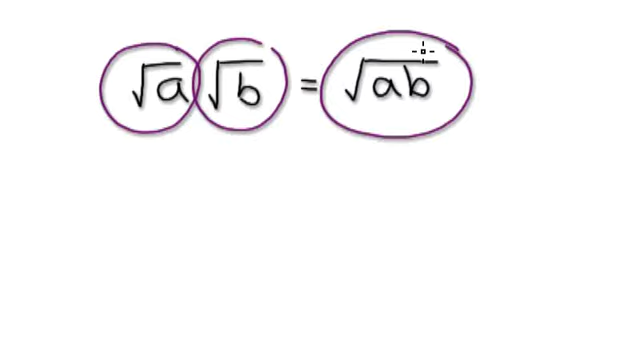 √a √b = √ab